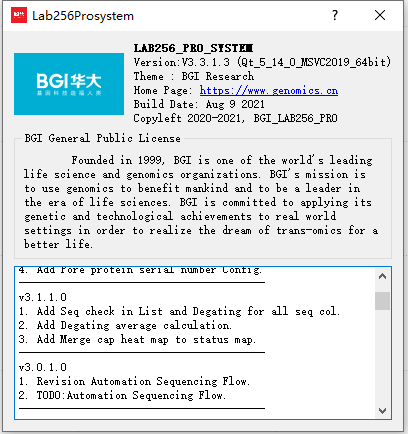 Lab256Prosystem
BGI华大
基因科技造福人类
LAB256_PRO_SYSTEM
Version:V3.3.1.3 (Qt_5_14_0_MSVC2019_64bit)
Theme : BGI Research
Home Page: https://www.genomics.cn
Build Date: Aug 9 2021
Copyleft 2020-2021, BGI_LAB256_PRO
BGI General Public License
Founded in 1999, BGI is one of the world's leading
life science and genomics organizations. BGI's mission is
to use genomics to benefit mankind and to be a leader in
the era of life sciences. BGI is committed to applying its
genetic and technological achievements to real world
settings in order to realize the dream of trans-omics for a
better life.
4. Add Pore protein serial number Config.
v3.1.1.0
1. Add Seq check in List and Degating for all seq col.
2. Add Degating average calculation.
3. Add Merge cap heat map to status map.
v3.0.1.0
1. Revision Automation Sequencing Flow.
2. TODO:Automation Sequencing Flow.